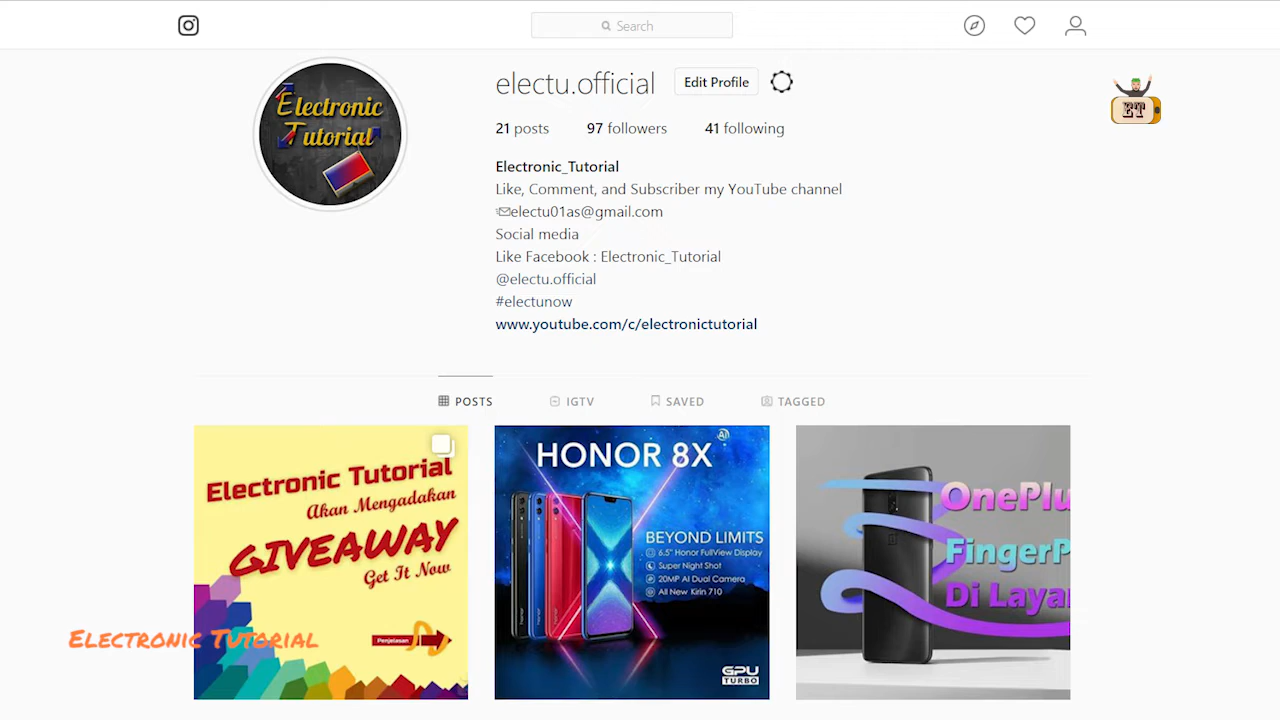 Search
electu.official
Edit Profile
Electronic
Tutorial
ET
21 posts
97 followers
41 following
Electronic_Tutorial
Like, Comment, and Subscriber my YouTube channel
electu01as@gmail.com
Social media
Like Facebook : Electronic_Tutorial
@electu.official
#electunow
www.youtube.com/c/electronictutorial
POSTS
IGTV
SAVED
TAGGED
Electronic Tutorial
Akan Mengadakan
GIVEAWAY
Get It Now
Penjelasan
Electronic Tutorial
AI
HONOR 8X
BEYOND LIMITS
6.5" Honor FullView Display
Super Night Shot
20MP AI Dual Camera
All New Kirin 710
honor
honor
honor
GPU
TURBO
OnePlu
FingerP
Di Layar